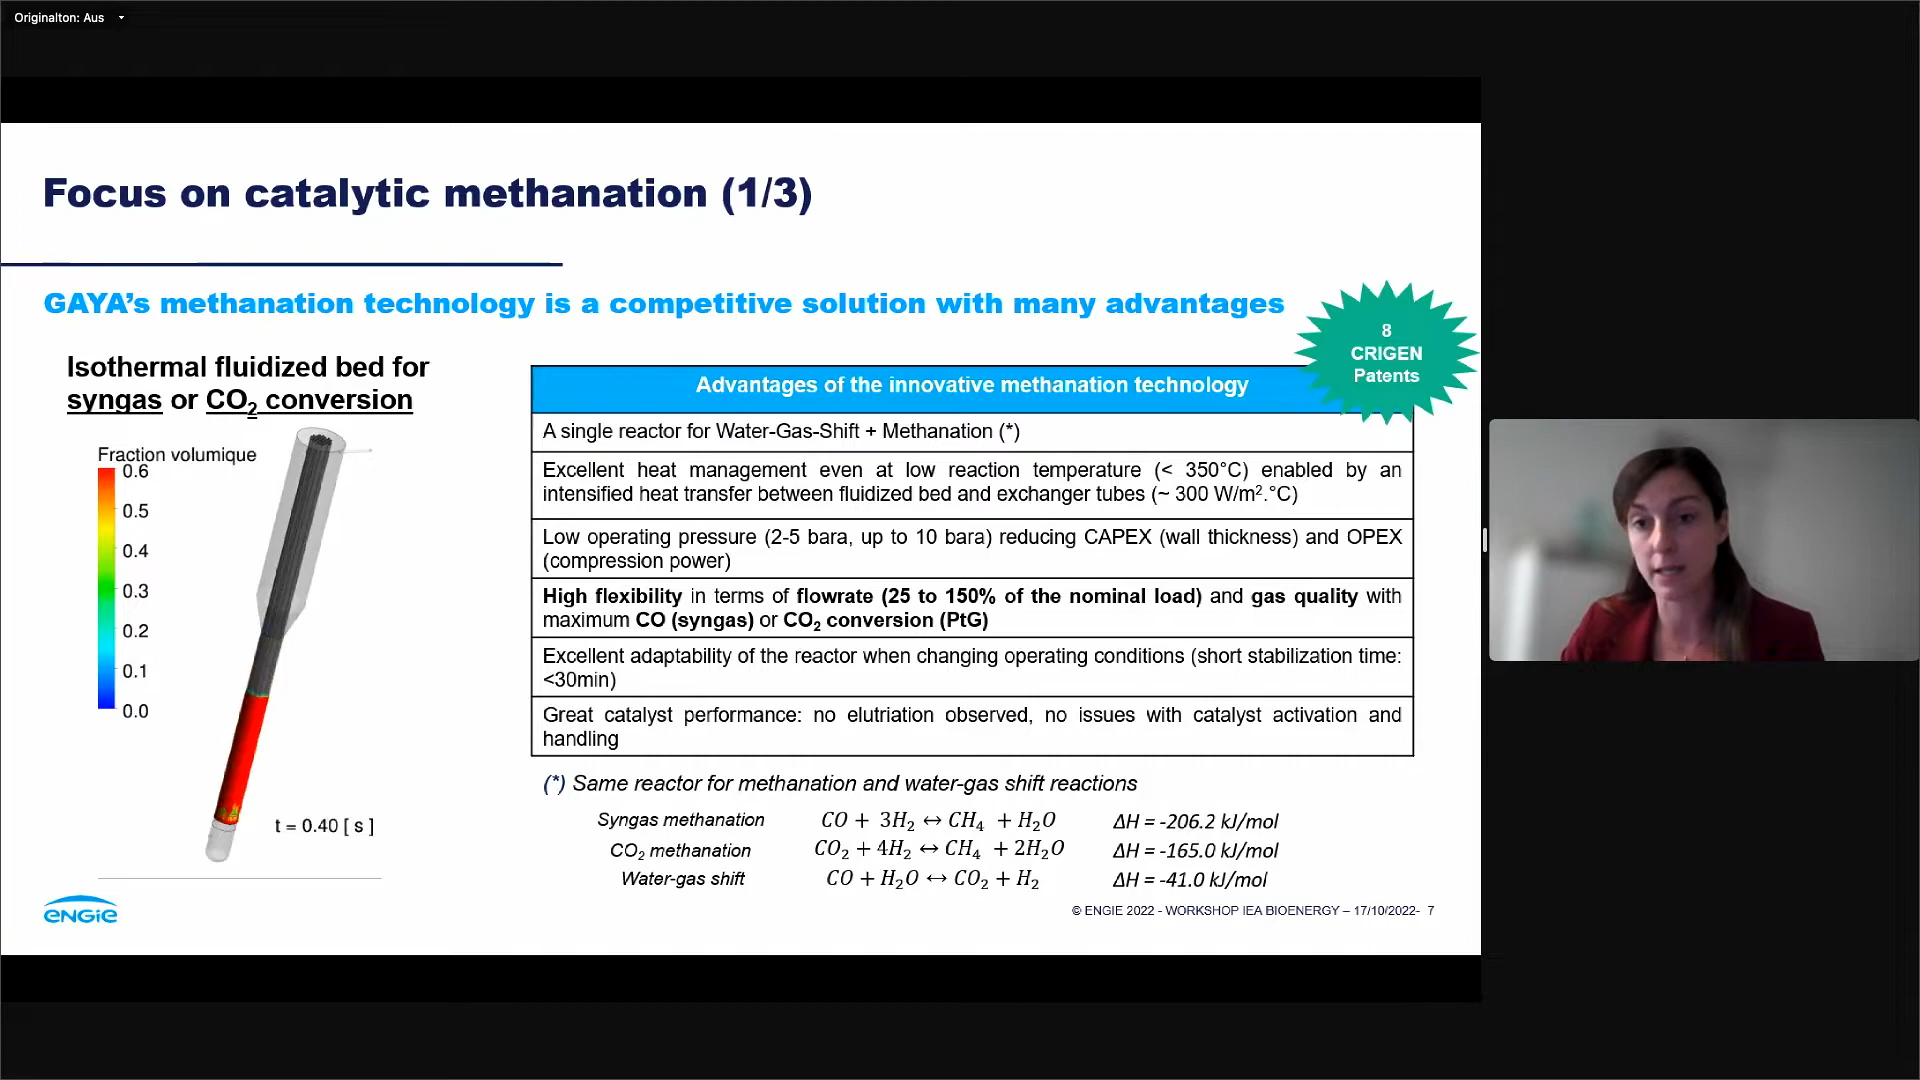 Originalton: Aus
Focus on catalytic methanation (1/3)
GAYA's methanation technology is a competitive solution with many advantages
8
CRIGEN
Patents
Isothermal fluidized bed for
syngas or CO₂ conversion
Fraction volumique
0.6
0.5
0.4
0.3
0.2
0.1
0.0
t = 0.40 [ s ]
Advantages of the innovative methanation technology
A single reactor for Water-Gas-Shift + Methanation (*)
Excellent heat management even at low reaction temperature (< 350°C) enabled by an
intensified heat transfer between fluidized bed and exchanger tubes (~ 300 W/m².°C)
Low operating pressure (2-5 bara, up to 10 bara) reducing CAPEX (wall thickness) and OPEX
(compression power)
High flexibility in terms of flowrate (25 to 150% of the nominal load) and gas quality with
maximum CO (syngas) or CO₂ conversion (PtG)
Excellent adaptability of the reactor when changing operating conditions (short stabilization time:
<30min)
Great catalyst performance: no elutriation observed, no issues with catalyst activation and
handling
(*) Same reactor for methanation and water-gas shift reactions
Syngas methanation CO + 3H₂ ↔ CH₄ + H₂O ΔH = -206.2 kJ/mol
CO₂ methanation CO₂ + 4H₂ ↔ CH₄ + 2H₂O ΔH = -165.0 kJ/mol
Water-gas shift CO + H₂O ↔ CO₂ + H₂ ΔH = -41.0 kJ/mol
ENGIE
© ENGIE 2022 - WORKSHOP IEA BIOENERGY – 17/10/2022- 7